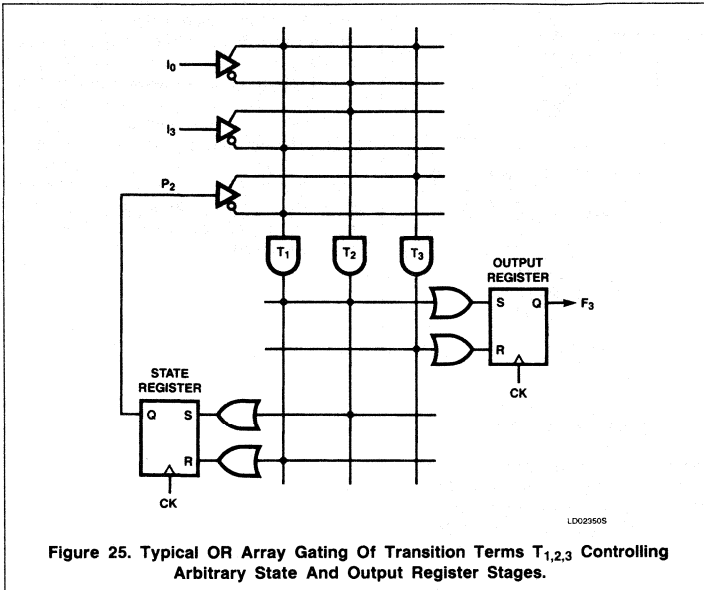 I₀
I₃
P₂
T₁ T₂ T₃
OUTPUT
REGISTER
S Q F₃
R
CK
STATE
REGISTER
Q S
R
CK
LD02350S
Figure 25. Typical OR Array Gating Of Transition Terms T₁,₂,₃ Controlling
Arbitrary State And Output Register Stages.